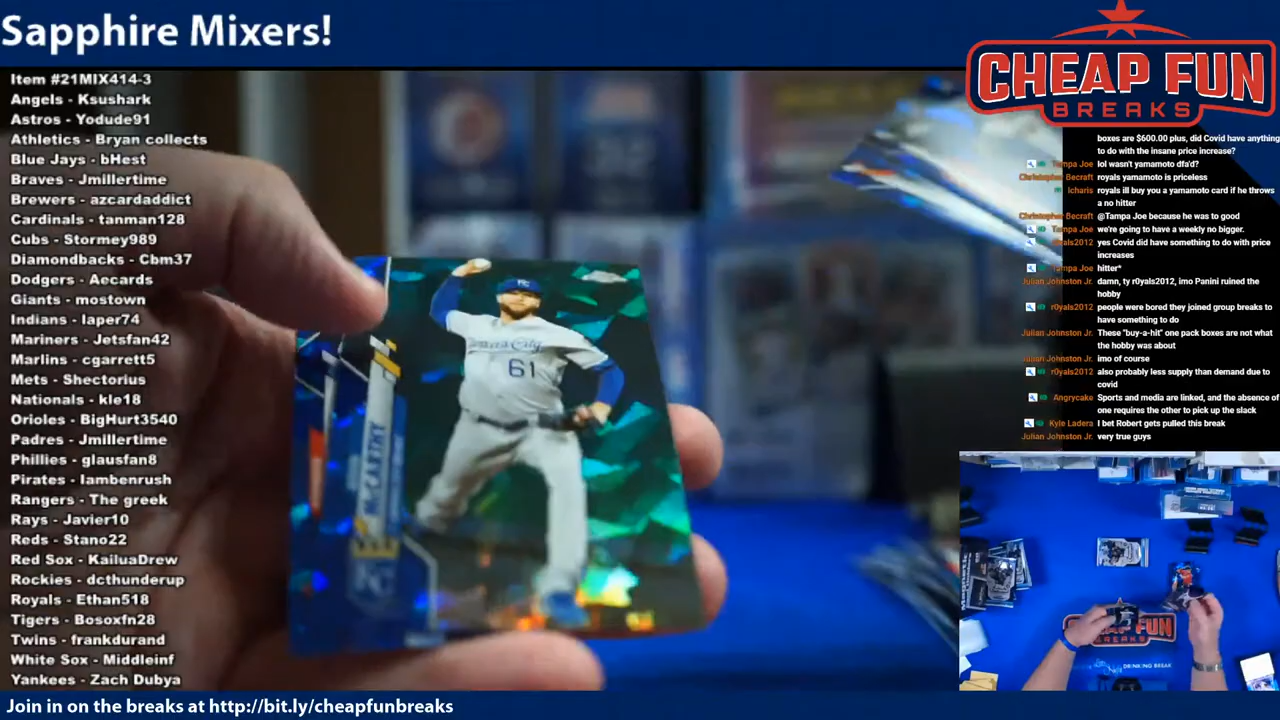 Sapphire Mixers!
Item #21MIX414-3
Angels - Ksushark
Astros - Yodude91
Athletics - Bryan collects
Blue Jays - bHest
Braves - Jmillertime
Brewers - azcardaddict
Cardinals - tanman128
Cubs - Stormey989
Diamondbacks - Cbm37
Dodgers - Aecards
Giants - mostown
Indians - laper74
Mariners - Jetsfan42
Marlins - cgarrett5
Mets - Shectorius
Nationals - kle18
Orioles - BigHurt3540
Padres - Jmillertime
Phillies - glausfan8
Pirates - lambenrush
Rangers - The greek
Rays - Javier10
Reds - Stano22
Red Sox - KailuaDrew
Rockies - dcthunderup
Royals - Ethan518
Tigers - Bosoxfn28
Twins - frankdurand
White Sox - Middleinf
Yankees - Zach Dubya
Join in on the breaks at http://bit.ly/cheapfunbreaks
KC
Kansas City
61
McCARTHY
CHEAP FUN
BREAKS
boxes are $600.00 plus, did Covid have anything
to do with the insane price increase?
Tampa Joe lol wasn't yamamoto dfa'd?
Christopher Becraft royals yamamoto is priceless
lcharis royals ill buy you a yamamoto card if he throws
a no hitter
Christopher Becraft @Tampa Joe because he was to good
Tampa Joe we're going to have a weekly no bigger.
r0yals2012 yes Covid did have something to do with price
increases
Tampa Joe hitter*
Julian Johnston Jr. damn, ty r0yals2012, imo Panini ruined the
hobby
r0yals2012 people were bored they joined group breaks to
have something to do
Julian Johnston Jr. These "buy-a-hit" one pack boxes are not what
the hobby was about
Julian Johnston Jr. imo of course
r0yals2012 also probably less supply than demand due to
covid
Angrycake Sports and media are linked, and the absence of
one requires the other to pick up the slack
Kyle Ladera I bet Robert gets pulled this break
Julian Johnston Jr. very true guys
CHEAP FUN
BREAKS
DRINKING BREAK